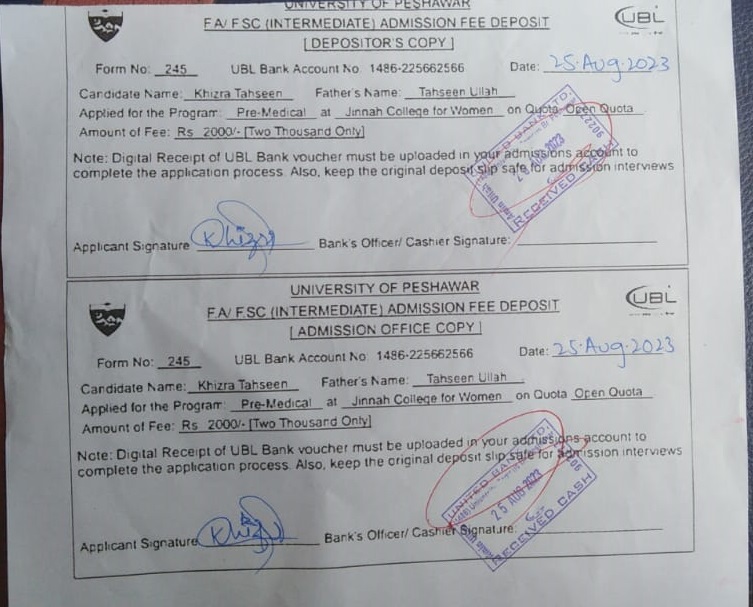 UNIVERSITY OF PESHAWAR
F.A/ F.SC (INTERMEDIATE) ADMISSION FEE DEPOSIT
UBL
[ DEPOSITOR'S COPY ]
Form No: 245 UBL Bank Account No: 1486-225662566 Date: 25-Aug-2023
Candidate Name: Khizra Tahseen Father's Name: Tahseen Ullah
Applied for the Program: Pre-Medical at Jinnah College for Women on Quota Open Quota
Amount of Fee: Rs 2000/- [Two Thousand Only]
Note: Digital Receipt of UBL Bank voucher must be uploaded in your admissions account to
complete the application process. Also, keep the original deposit slip safe for admission interviews
UNITED BANK LTD.
AUG 2023
RECEIVED CASH
Applicant Signature Khizra Bank's Officer/ Cashier Signature:
UNIVERSITY OF PESHAWAR
F.A/ F.SC (INTERMEDIATE) ADMISSION FEE DEPOSIT
UBL
[ ADMISSION OFFICE COPY ]
Form No: 245 UBL Bank Account No: 1486-225662566 Date: 25-Aug-2023
Candidate Name: Khizra Tahseen Father's Name: Tahseen Ullah
Applied for the Program: Pre-Medical at Jinnah College for Women on Quota Open Quota
Amount of Fee: Rs 2000/- [Two Thousand Only]
Note: Digital Receipt of UBL Bank voucher must be uploaded in your admissions account to
complete the application process. Also, keep the original deposit slip safe for admission interviews
UNITED BANK LTD.
25 AUG 2023
RECEIVED CASH
Applicant Signature Khizra Bank's Officer/ Cashier Signature: